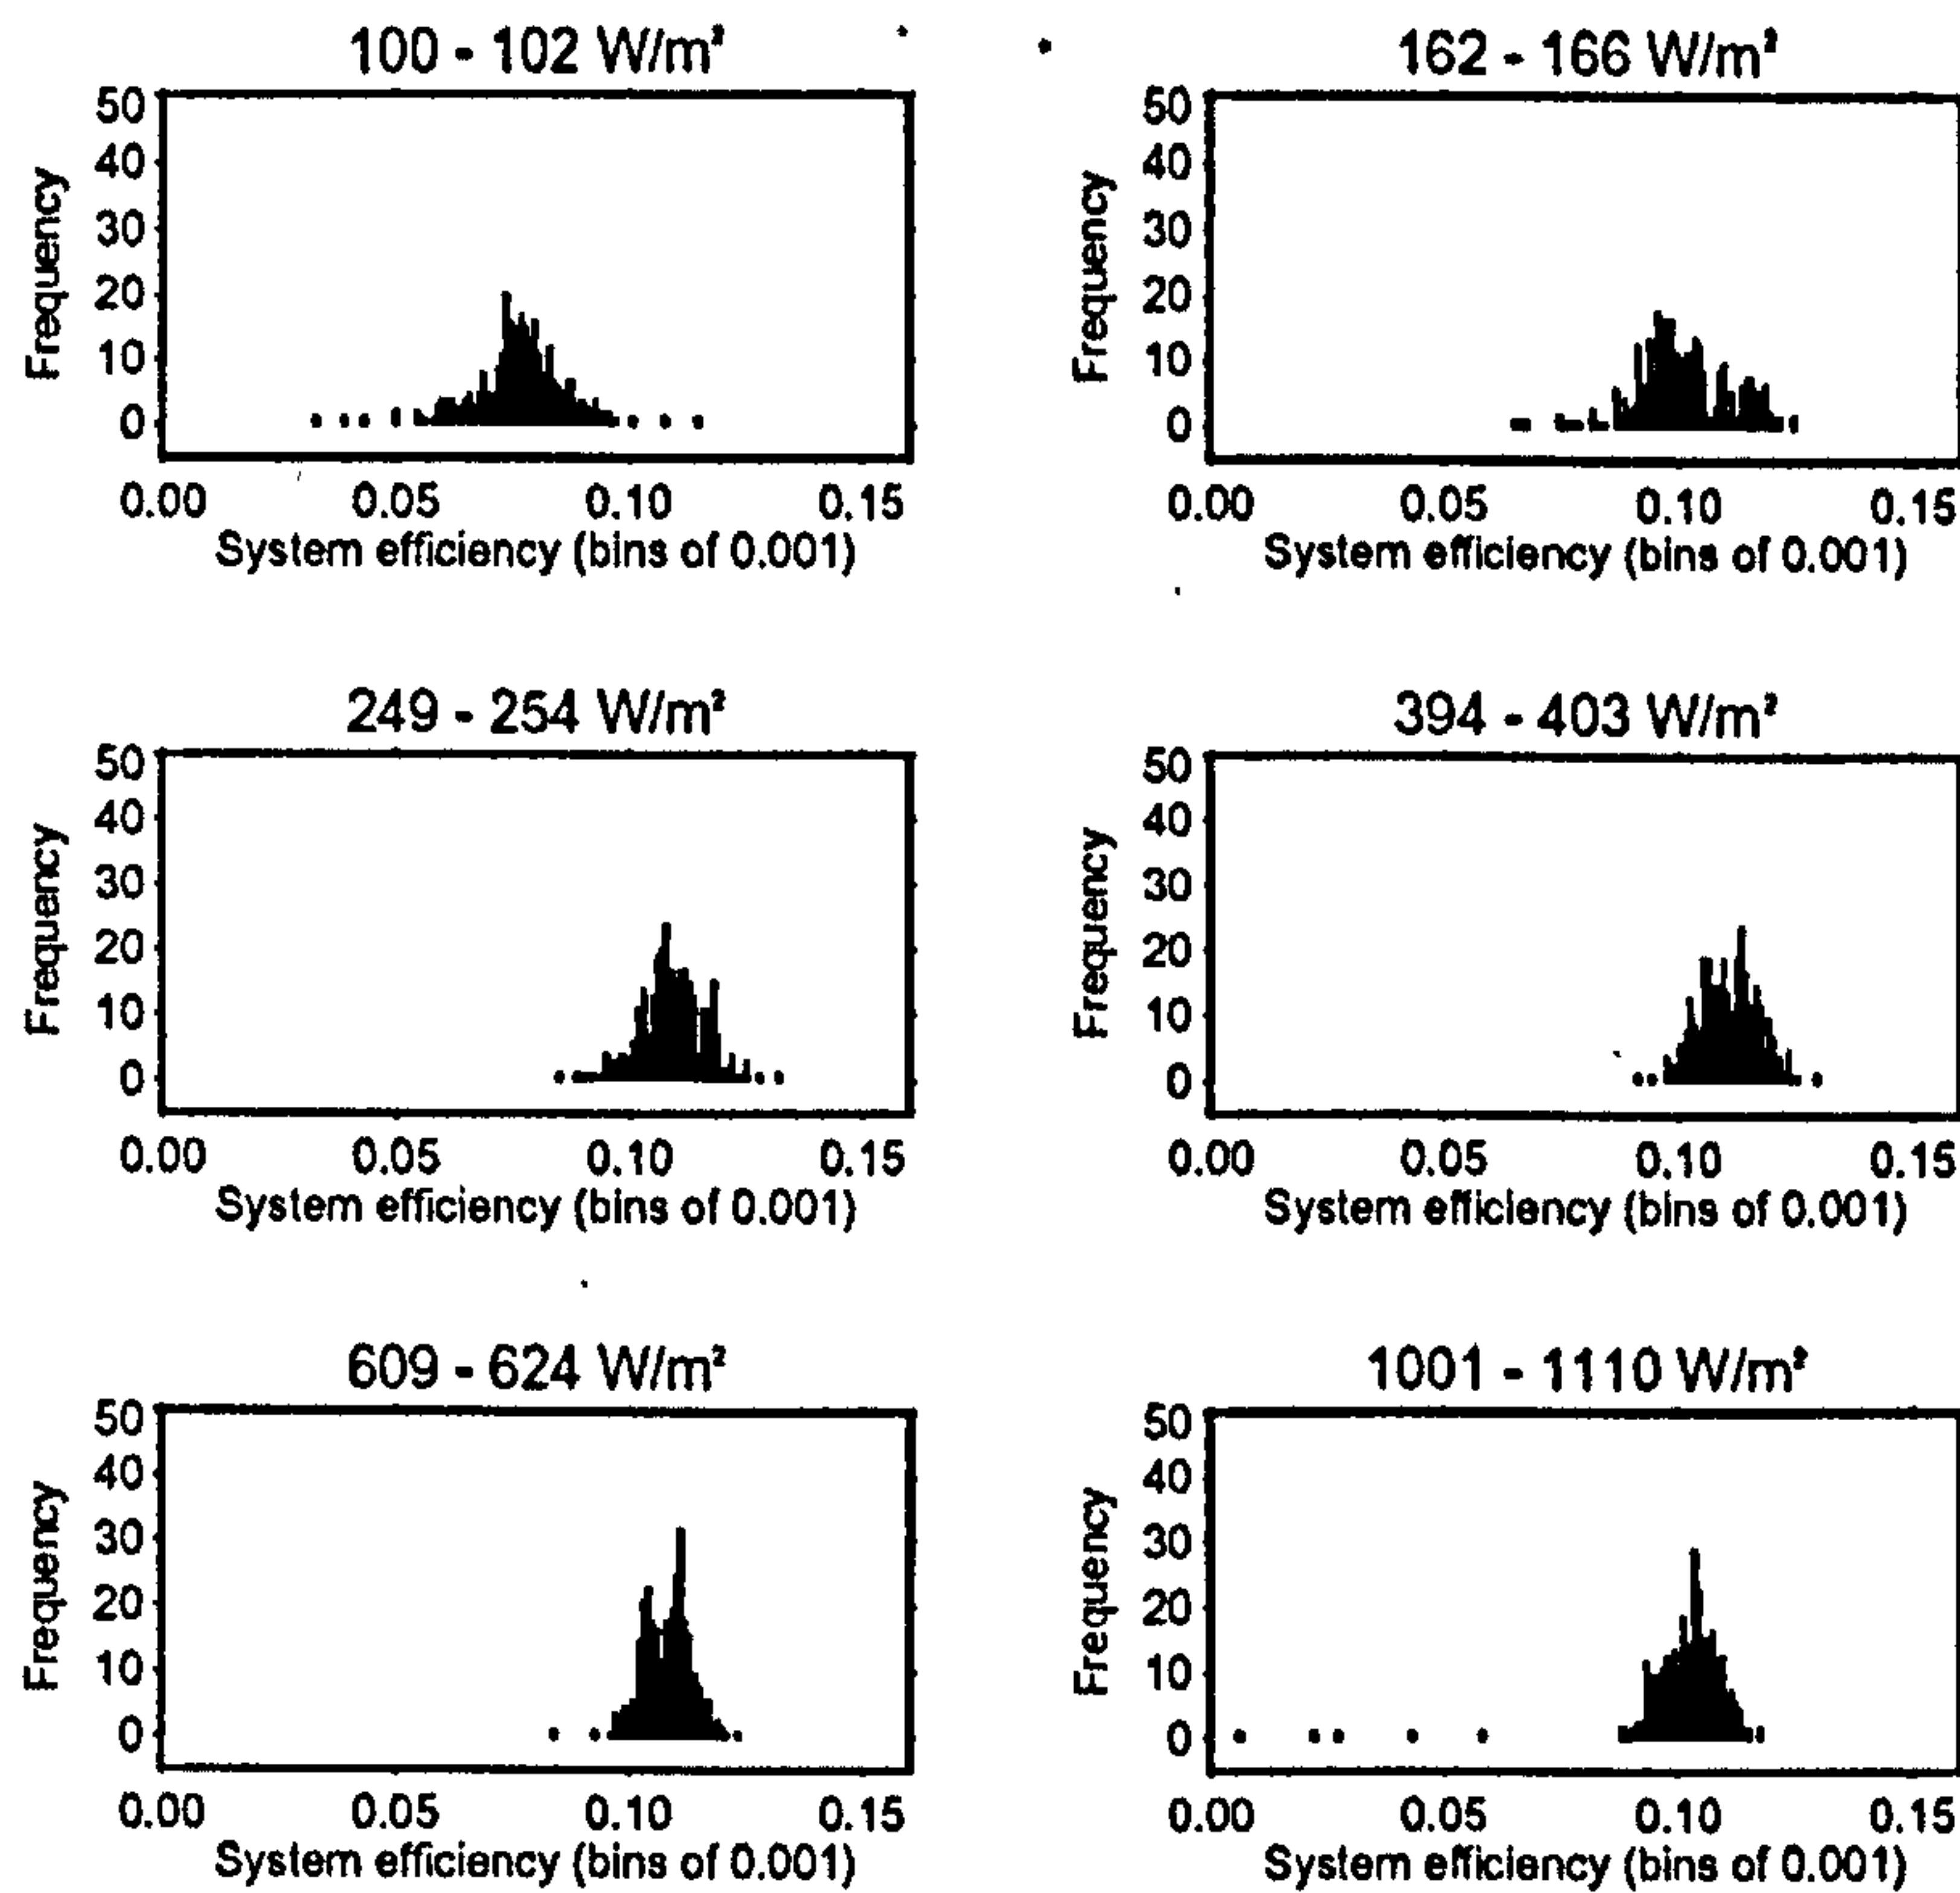 100 - 102 W/m²
50
40
30
20
10
0
Frequency
0.00 0.05 0.10 0.15
System efficiency (bins of 0.001)
162 - 166 W/m²
50
40
30
20
10
0
Frequency
0.00 0.05 0.10 0.15
System efficiency (bins of 0.001)
249 - 254 W/m²
50
40
30
20
10
0
Frequency
0.00 0.05 0.10 0.15
System efficiency (bins of 0.001)
394 - 403 W/m²
50
40
30
20
10
0
Frequency
0.00 0.05 0.10 0.15
System efficiency (bins of 0.001)
609 - 624 W/m²
50
40
30
20
10
0
Frequency
0.00 0.05 0.10 0.15
System efficiency (bins of 0.001)
1001 - 1110 W/m²
50
40
30
20
10
0
Frequency
0.00 0.05 0.10 0.15
System efficiency (bins of 0.001)